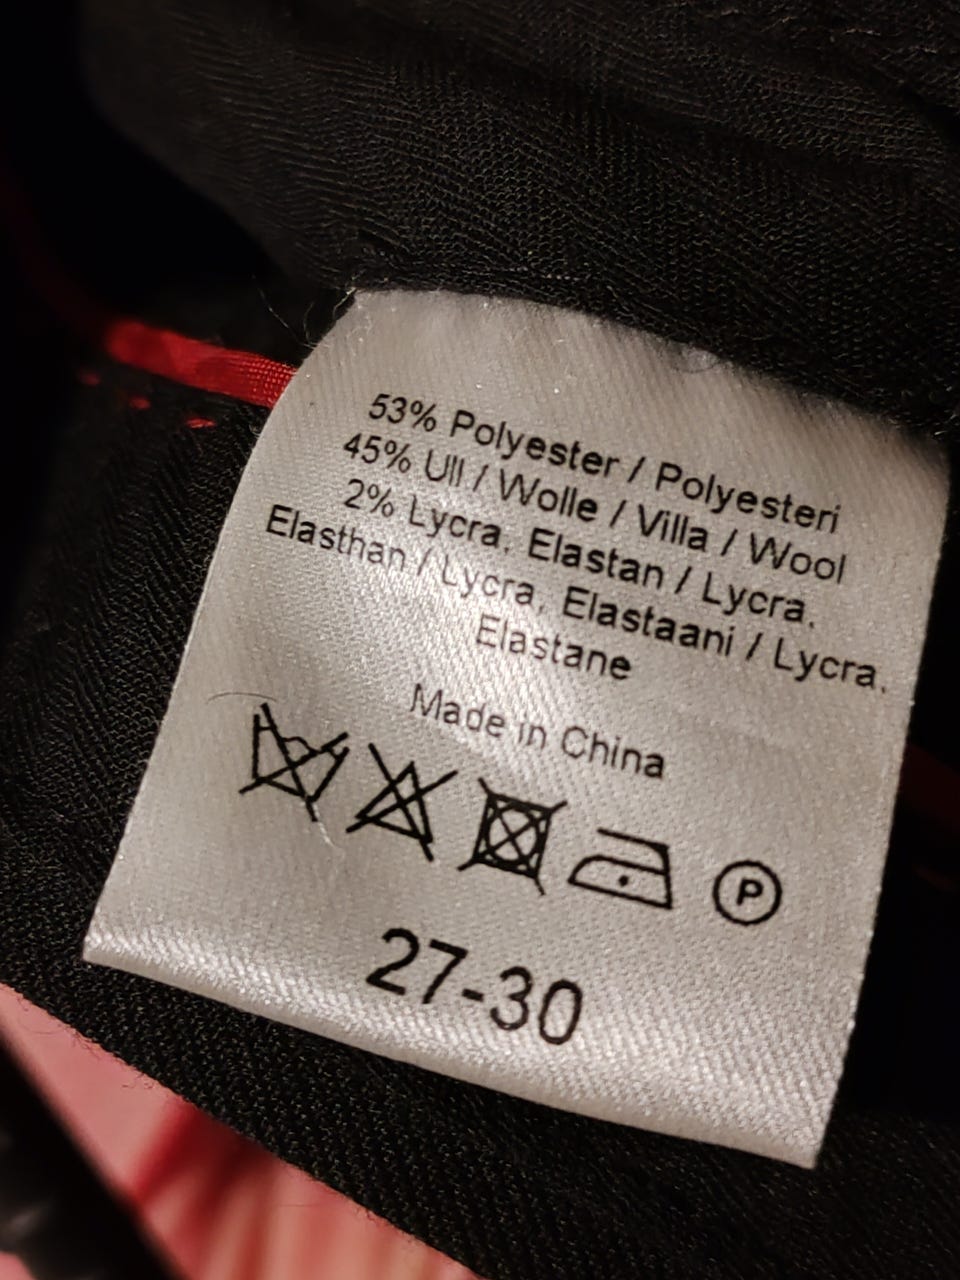 53% Polyester / Polyesteri
45% Ull / Wolle / Villa / Wool
2% Lycra, Elastan / Lycra,
Elasthan / Lycra, Elastaani / Lycra,
Elastane
Made in China
P
27-30